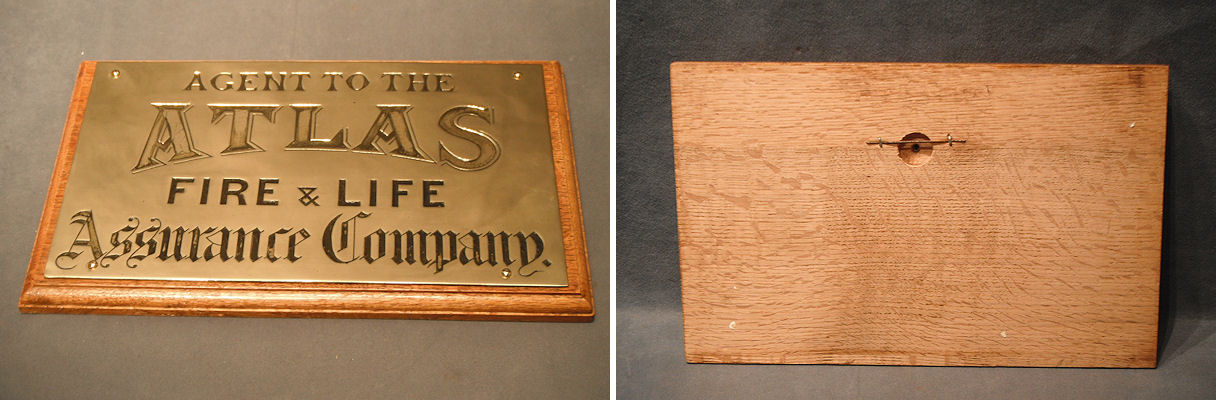 AGENT TO THE
ATLAS
FIRE & LIFE
Assurance Company.